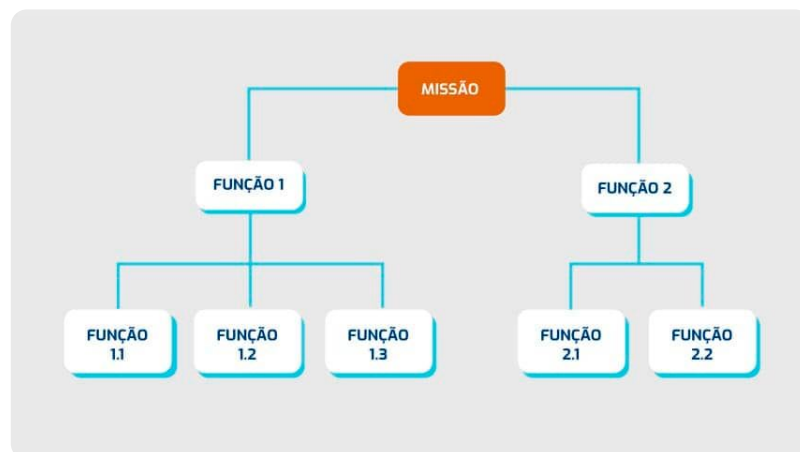 MISSÃO
FUNÇÃO 1
FUNÇÃO 2
FUNÇÃO
1.1
FUNÇÃO
1.2
FUNÇÃO
1.3
FUNÇÃO
2.1
FUNÇÃO
2.2